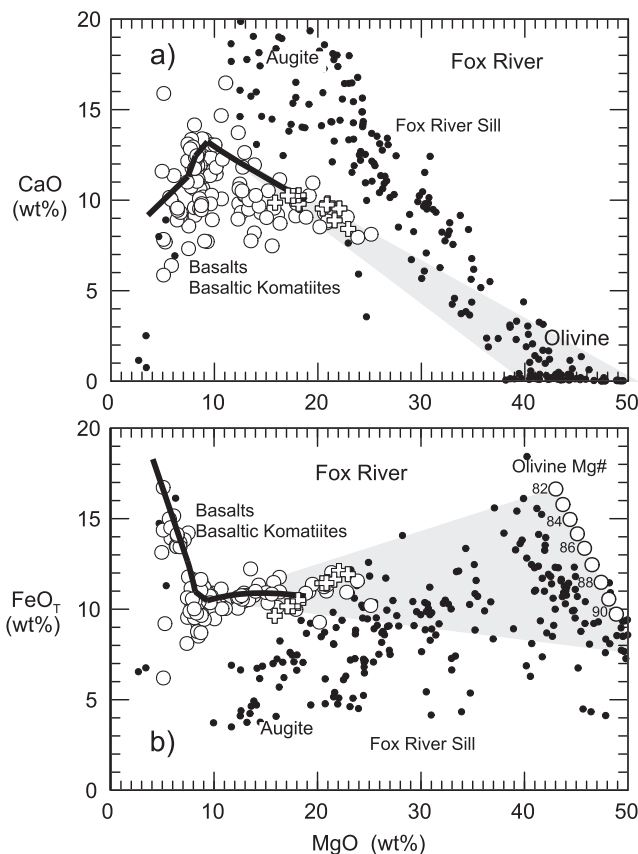 20
15
CaO
(wt%)
10
5
0
a)
Augite
Fox River
Fox River Sill
Basalts
Basaltic Komatiites
Olivine
0 10 20 30 40 50
20
15
FeOT
(wt%)
10
5
0
Fox River
Olivine Mg#
82
84
86
88
90
Basalts
Basaltic Komatiites
b)
Augite
Fox River Sill
0 10 20 30 40 50
MgO (wt%)